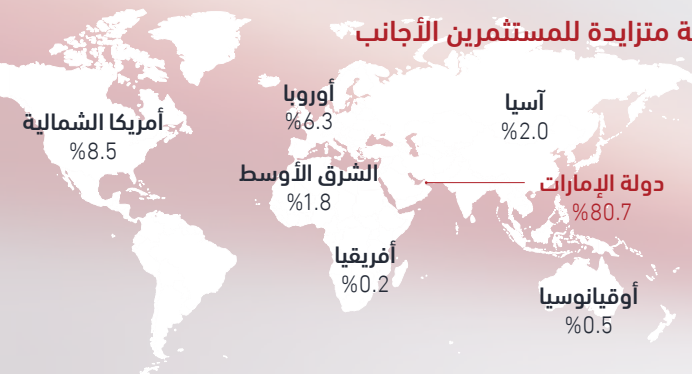 متزايدة للمستثمرين الأجانب
أوروبا
%6.3
آسيا
%2.0
أمريكا الشمالية
%8.5
الشرق الأوسط
%1.8
دولة الإمارات
%80.7
أفريقيا
%0.2
أوقيانوسيا
%0.5